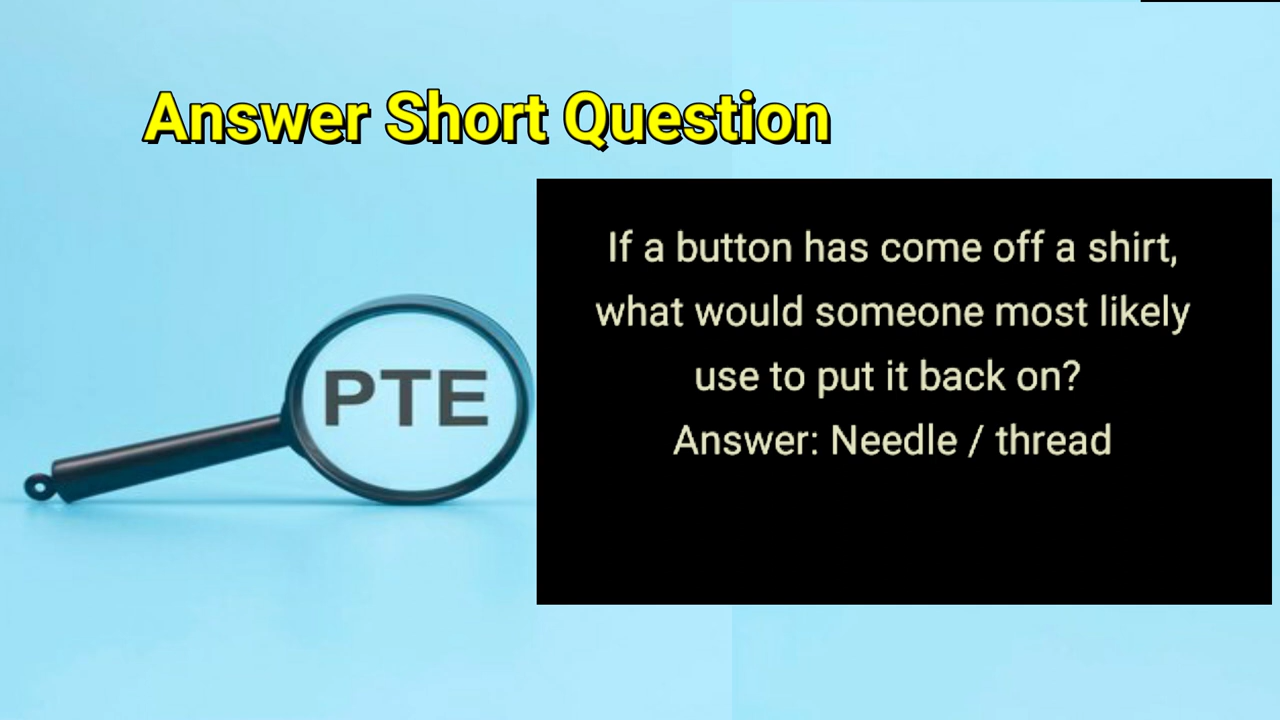 Answer Short Question
PTE
If a button has come off a shirt,
what would someone most likely
use to put it back on?
Answer: Needle / thread